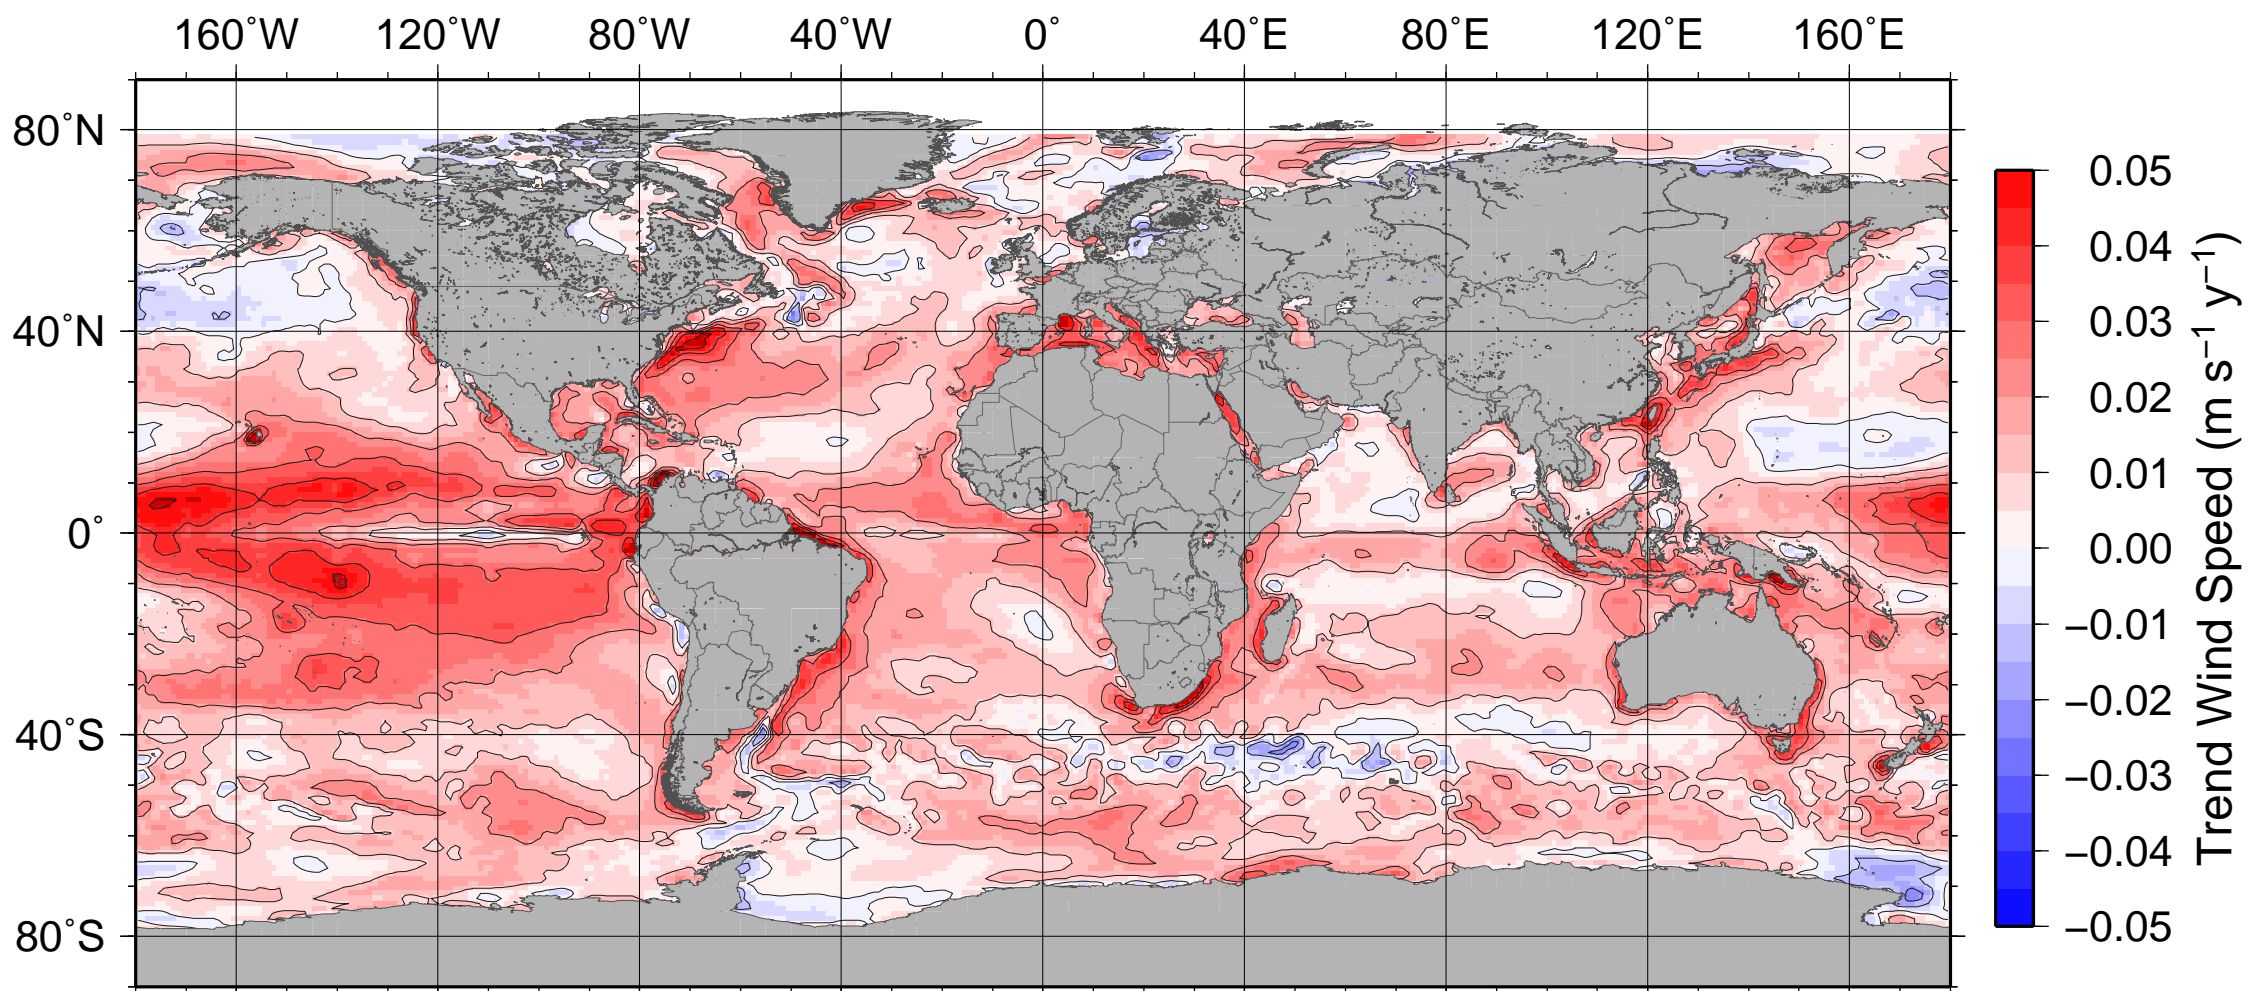 160°W 120°W 80°W 40°W 0° 40°E 80°E 120°E 160°E
80°N
40°N
0°
40°S
80°S
0.05
0.04
0.03
0.02
0.01
0.00
−0.01
−0.02
−0.03
−0.04
−0.05
Trend Wind Speed (m s⁻¹ y⁻¹)